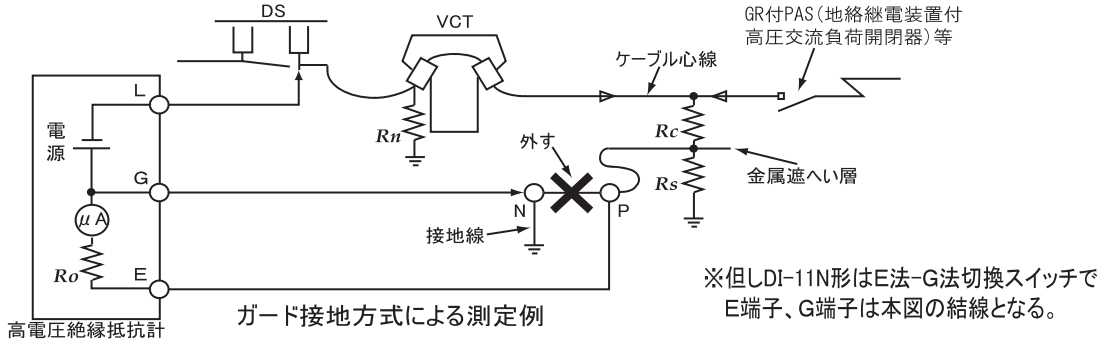 DS
VCT
GR付PAS（地絡継電装置付
高圧交流負荷開閉器）等
ケーブル心線
L
電源
Rn
Rc
外す
G
金属遮へい層
Rs
μA
N
P
接地線
Ro
E
※但しDI-11N形はE法-G法切換スイッチで
E端子、G端子は本図の結線となる。
ガード接地方式による測定例
高電圧絶縁抵抗計